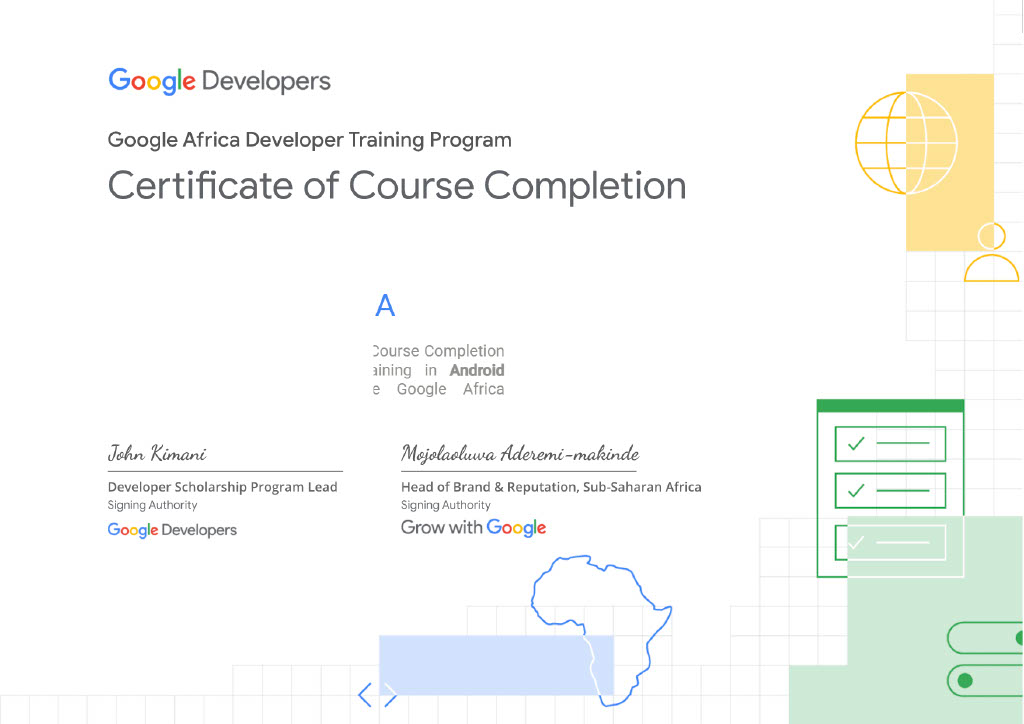 Google Developers
Google Africa Developer Training Program
Certificate of Course Completion
A
Course Completion
in Android
Google Africa
John Kimani
Mojolaoluwa Aderemi-makinde
Developer Scholarship Program Lead
Head of Brand & Reputation, Sub-Saharan Africa
Signing Authority
Signing Authority
Google Developers
Grow with Google